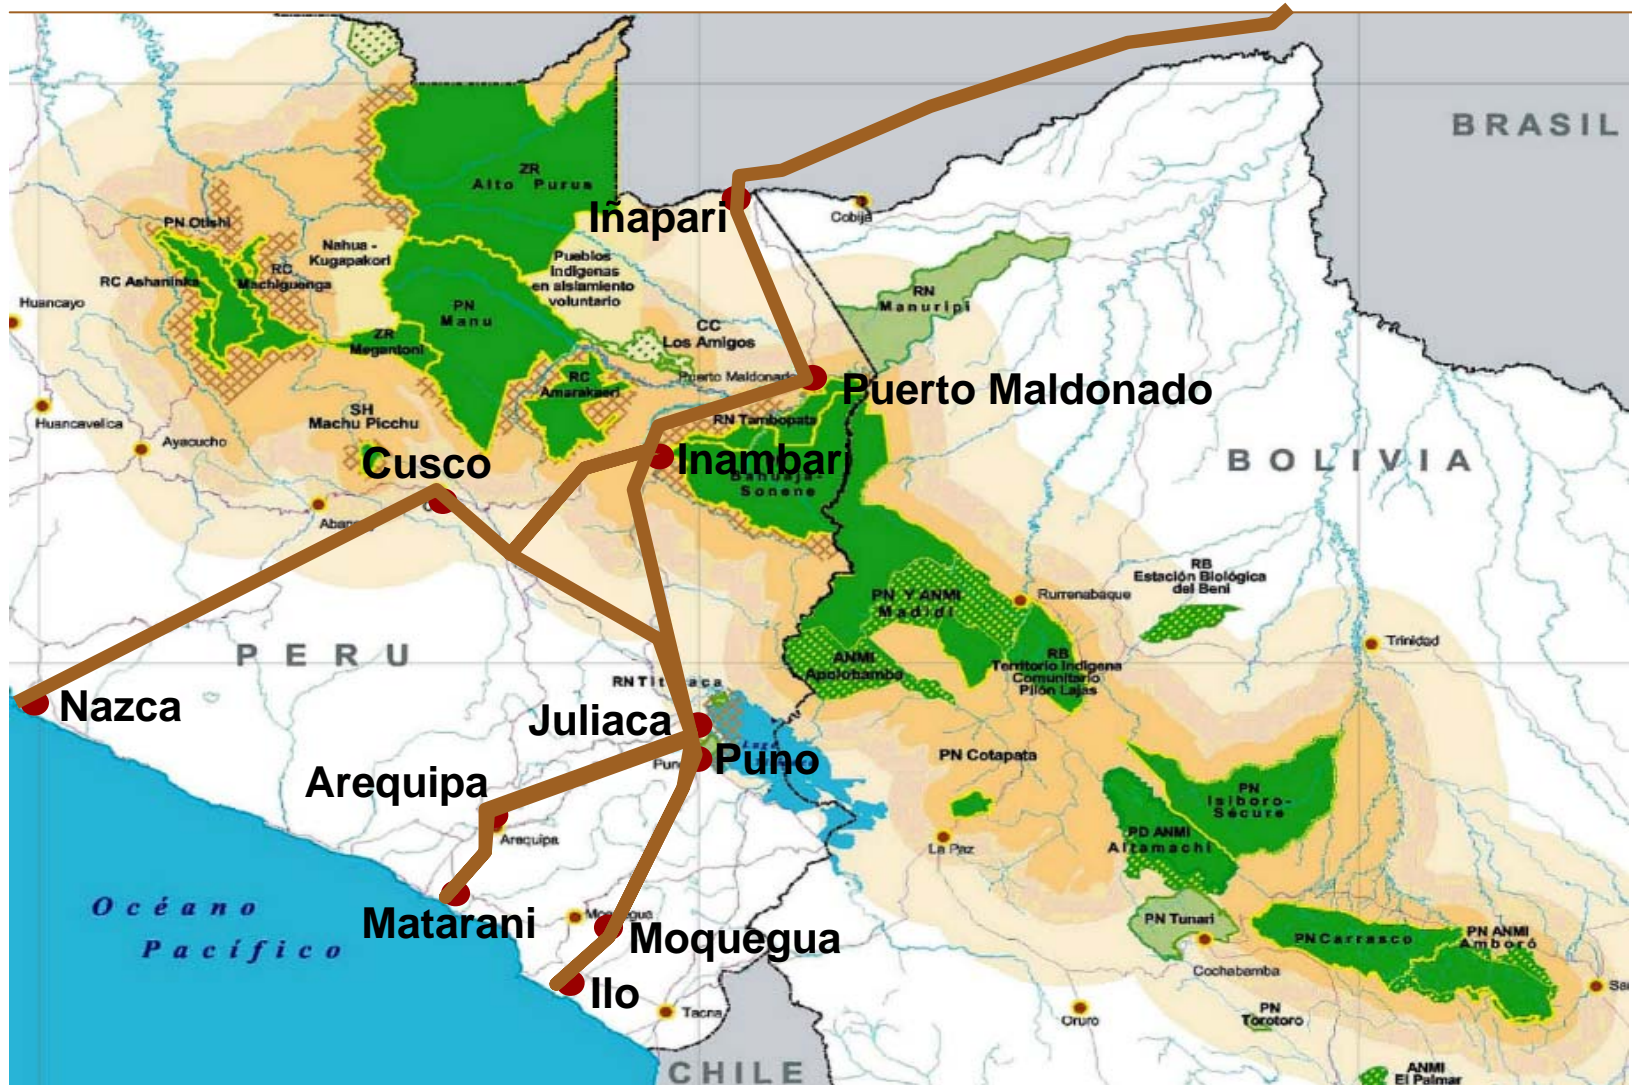 BRASIL
ZR
Alto Purus
Iñapari
Cobija
PN Otishi
Nahua -
Kugapakori
RC
Machiguenga
RC Ashaninka
Pueblos
Indigenas
en aislamiento
voluntario
Huancayo
PN
Manu
RN
Manuripi
ZR
Megantoni
CC
Los Amigos
Puerto Maldonado
Puerto Maldonado
RC
Amarakaeri
SH
Machu Picchu
RN Tambopata
Huancavelica
Ayacucho
Cusco
Inambari
Bahuaja-
Sonene
BOLIVIA
RB
Estación Biológica
del Beni
PN Y ANMI
Madidi
Rurrenabaque
Trinidad
PERU
ANMI
Apolobamba
RB
Territorio Indigena
Comunitario
Pilón Lajas
Nazca
Juliaca
Puno
PN Cotapata
Arequipa
Arequipa
PN
Isiboro-
Sécure
PD ANMI
Altamachi
La Paz
Océano
Pacífico
Matarani
Moquegua
PN Tunari
PN Carrasco
PN ANMI
Amboró
Cochabamba
Ilo
Tacna
Oruro
PN
Torotoro
CHILE
ANMI
El Palmar